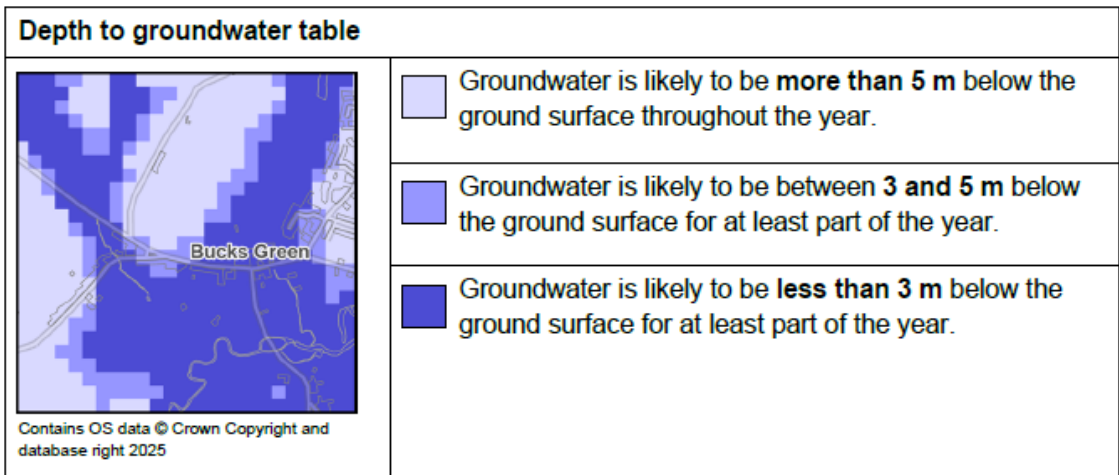 Depth to groundwater table
Groundwater is likely to be more than 5 m below the
ground surface throughout the year.
Groundwater is likely to be between 3 and 5 m below
the ground surface for at least part of the year.
Bucks Green
Groundwater is likely to be less than 3 m below the
ground surface for at least part of the year.
Contains OS data © Crown Copyright and
database right 2025